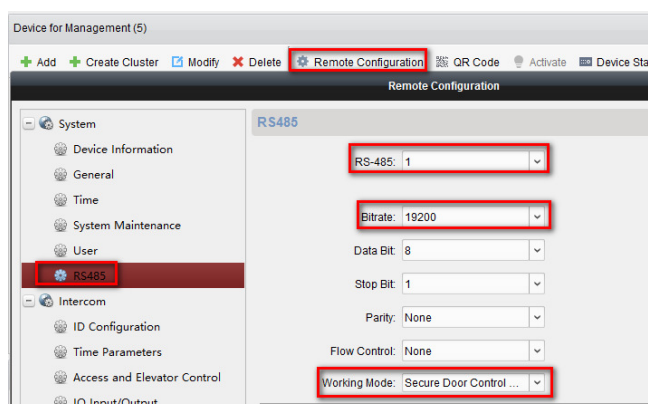 Device for Management (5)
Add Create Cluster Modify Delete Remote Configuration QR Code Activate Device Sta
Remote Configuration
System
Device Information
General
Time
System Maintenance
User
RS485
Intercom
ID Configuration
Time Parameters
Access and Elevator Control
IO Input/Output
RS485
RS-485: 1
Bitrate: 19200
Data Bit: 8
Stop Bit: 1
Parity: None
Flow Control: None
Working Mode: Secure Door Control ...